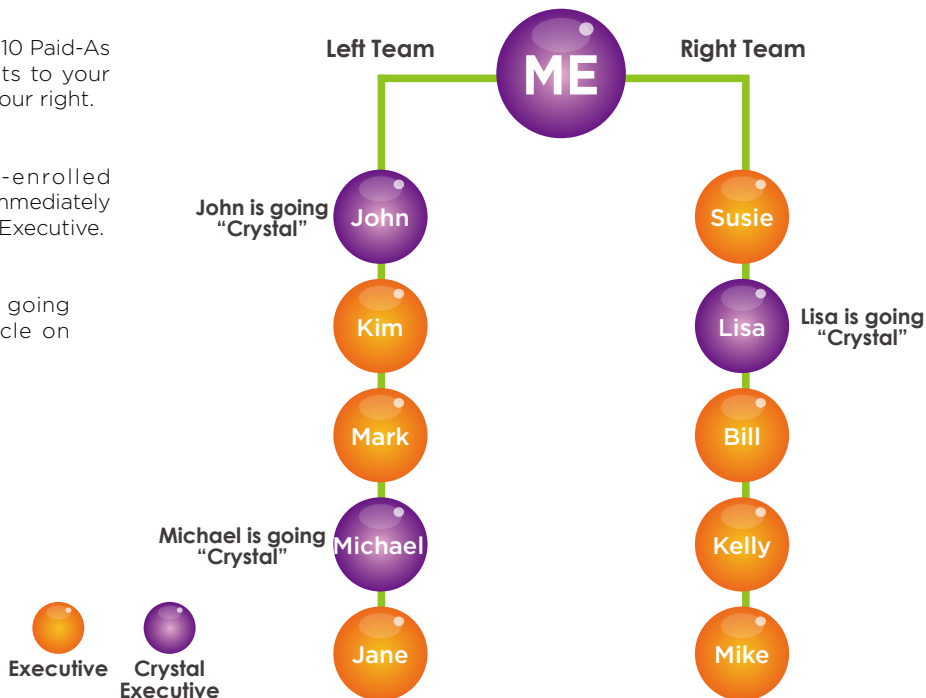 10 Paid-As
ts to your
our right.
-enrolled
mmediately
Executive.
going
cle on
Left Team
ME
Right Team
John is going
“Crystal”
John
Susie
Kim
Lisa
Lisa is going
“Crystal”
Mark
Bill
Michael is going
“Crystal”
Michael
Kelly
Jane
Mike
Executive
Crystal
Executive